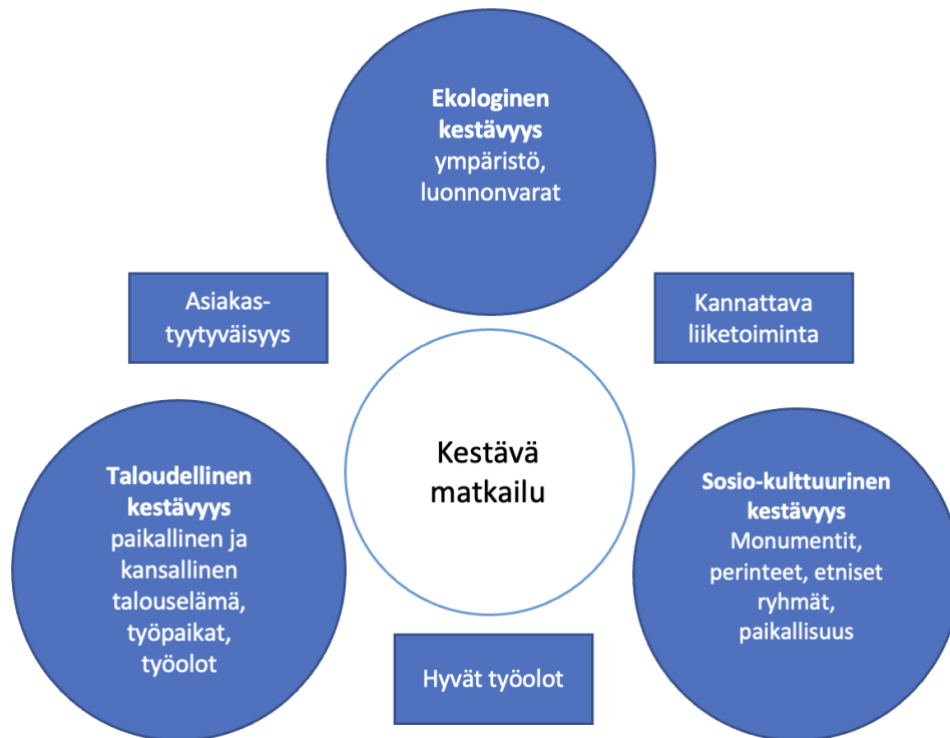 Ekologinen
kestävyys
ympäristö,
luonnonvarat
Asiakas-
tyytyväisyys
Kannattava
liiketoiminta
Kestävä
matkailu
Taloudellinen
kestävyys
paikallinen ja
kansallinen
talouselämä,
työpaikat,
työolot
Sosio-kulttuurinen
kestävyys
Monumentit,
perinteet, etniset
ryhmät,
paikallisuus
Hyvät työolot